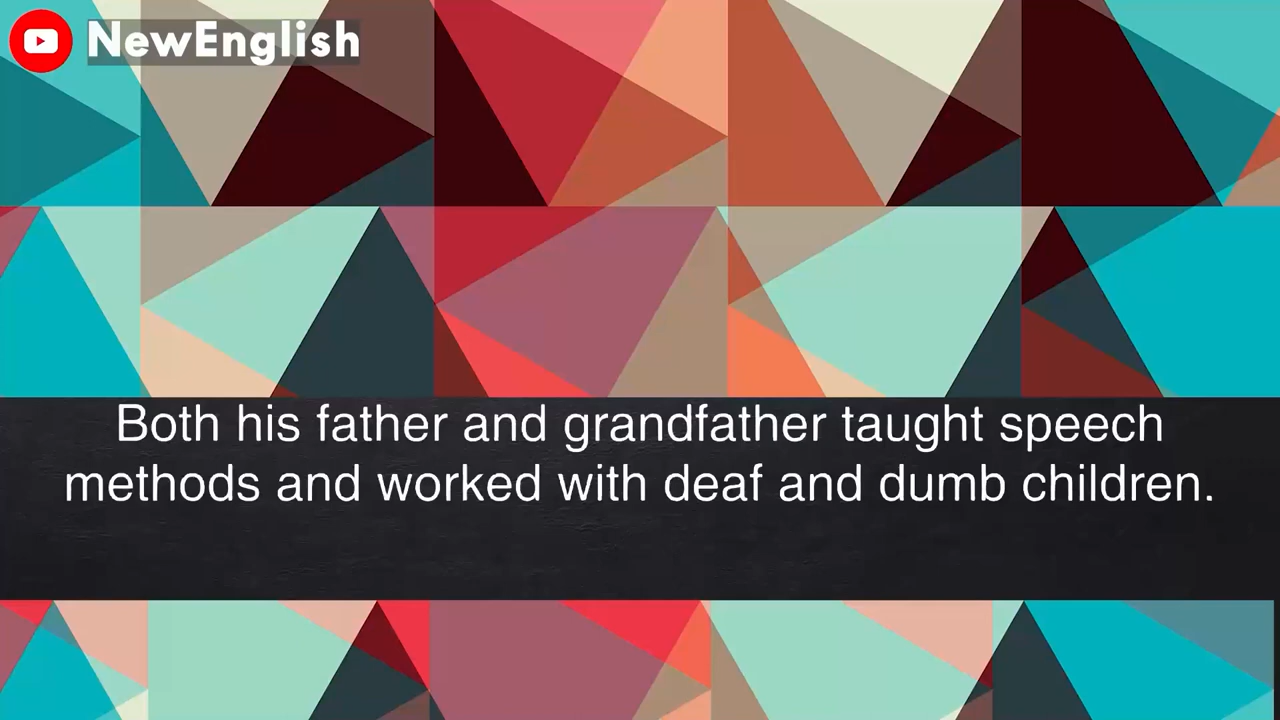 NewEnglish
Both his father and grandfather taught speech
methods and worked with deaf and dumb children.